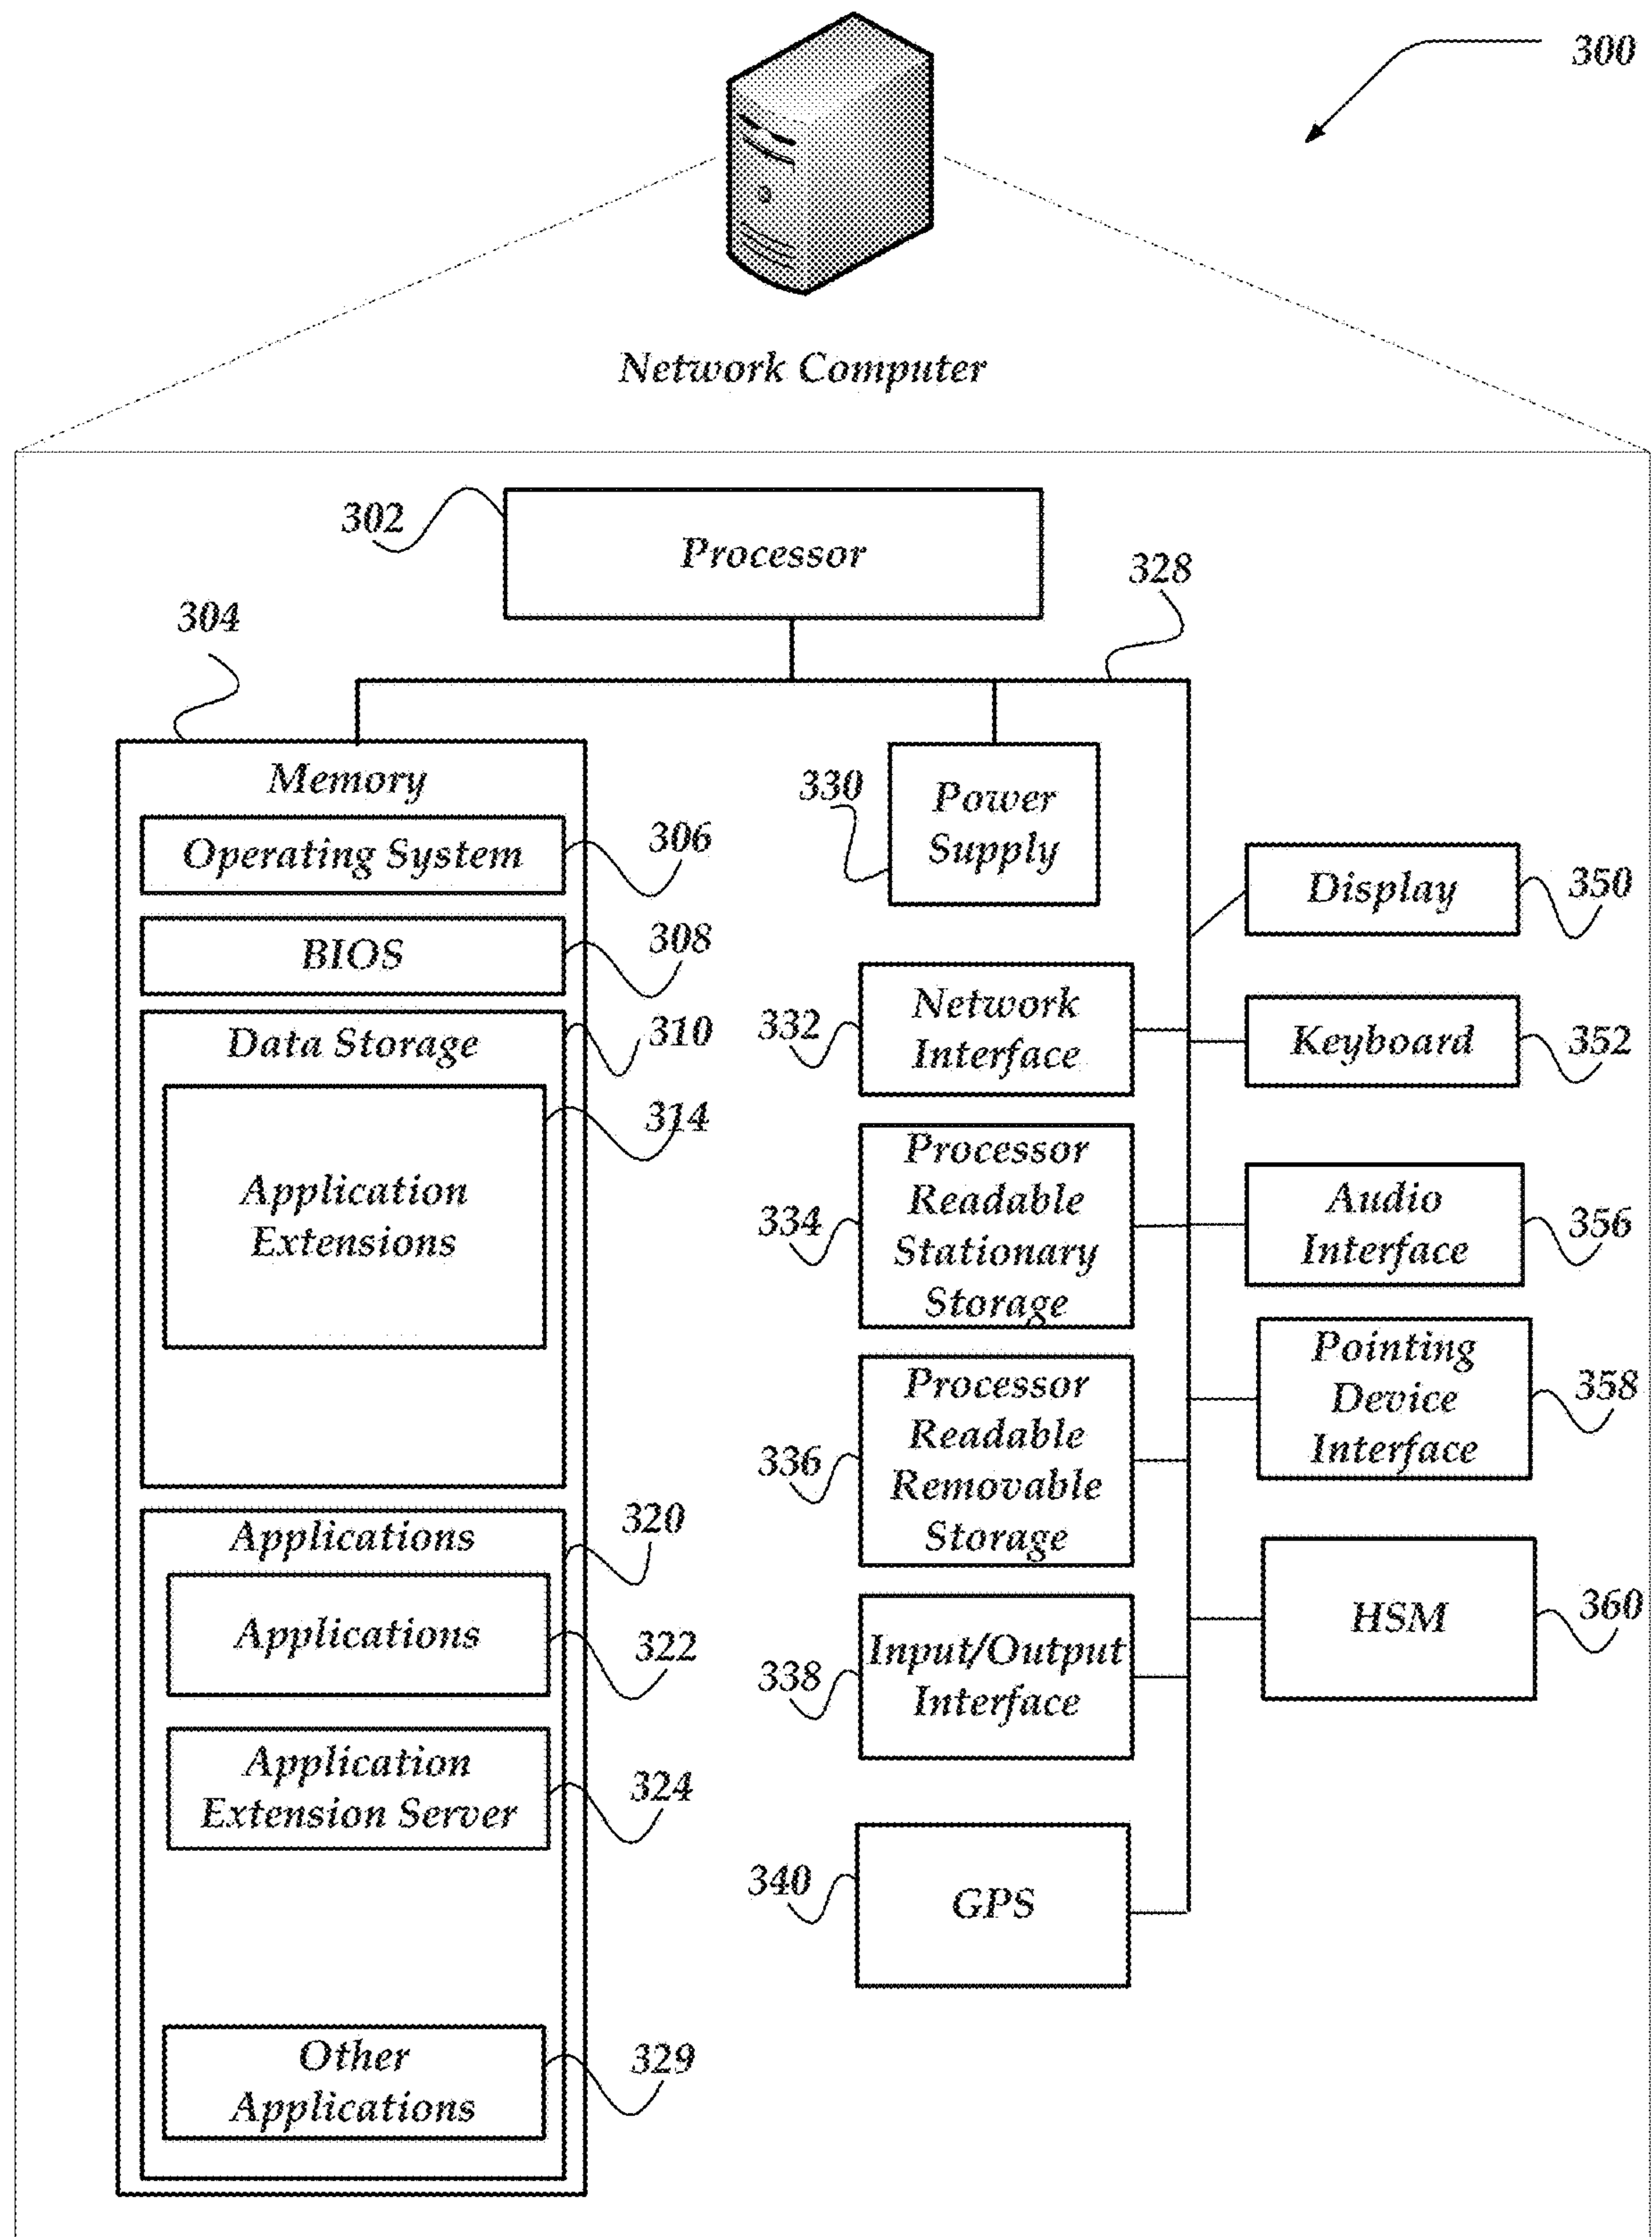 300
Network Computer
302
Processor
328
304
Memory
Operating System
306
BIOS
308
Data Storage
310
Application
Extensions
314
Applications
320
Applications
322
Application
Extension Server
324
Other
Applications
329
330
Power
Supply
332
Network
Interface
334
Processor
Readable
Stationary
Storage
336
Processor
Readable
Removable
Storage
338
Input/Output
Interface
340
GPS
Display
350
Keyboard
352
Audio
Interface
356
Pointing
Device
Interface
358
HSM
360